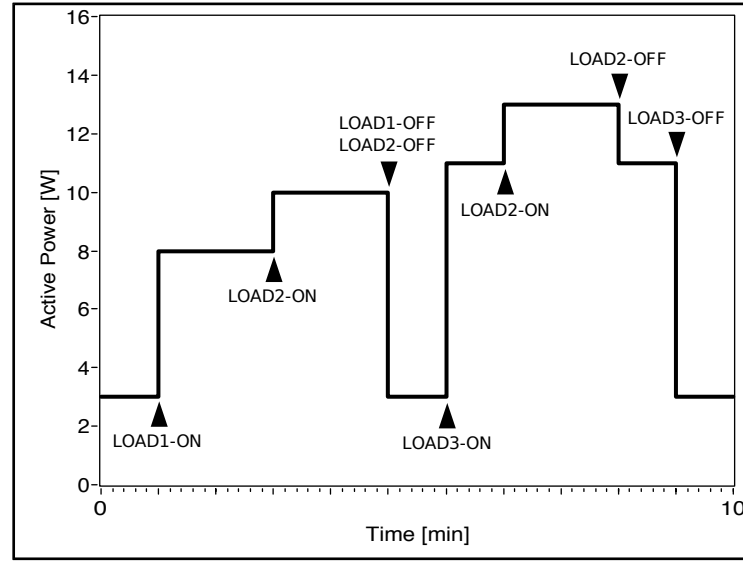 16
14
12
10
8
6
4
2
0
Active Power [W]
LOAD2-OFF
LOAD1-OFF
LOAD2-OFF
LOAD3-OFF
LOAD2-ON
LOAD2-ON
LOAD1-ON
LOAD3-ON
0
10
Time [min]